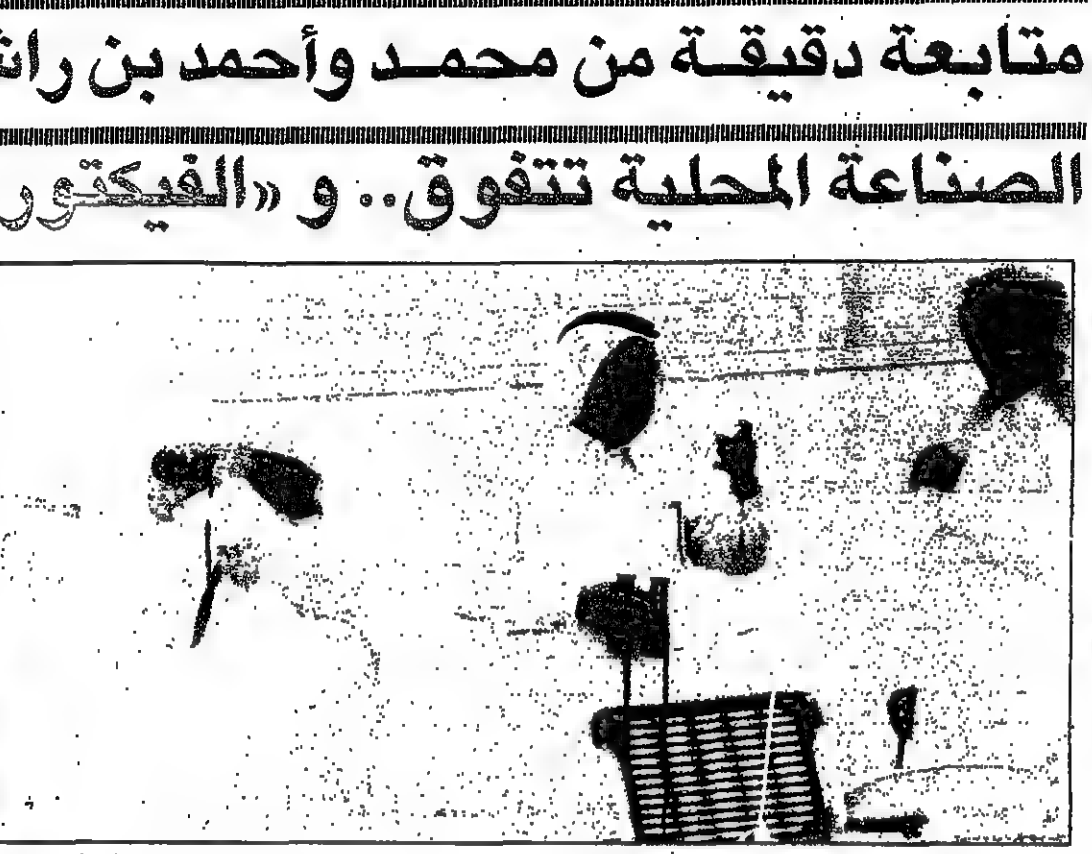 متابعة دقيقة من محمد وأحمد بن راش
الصناعة المحلية تتفوق.. و «الفيكتور